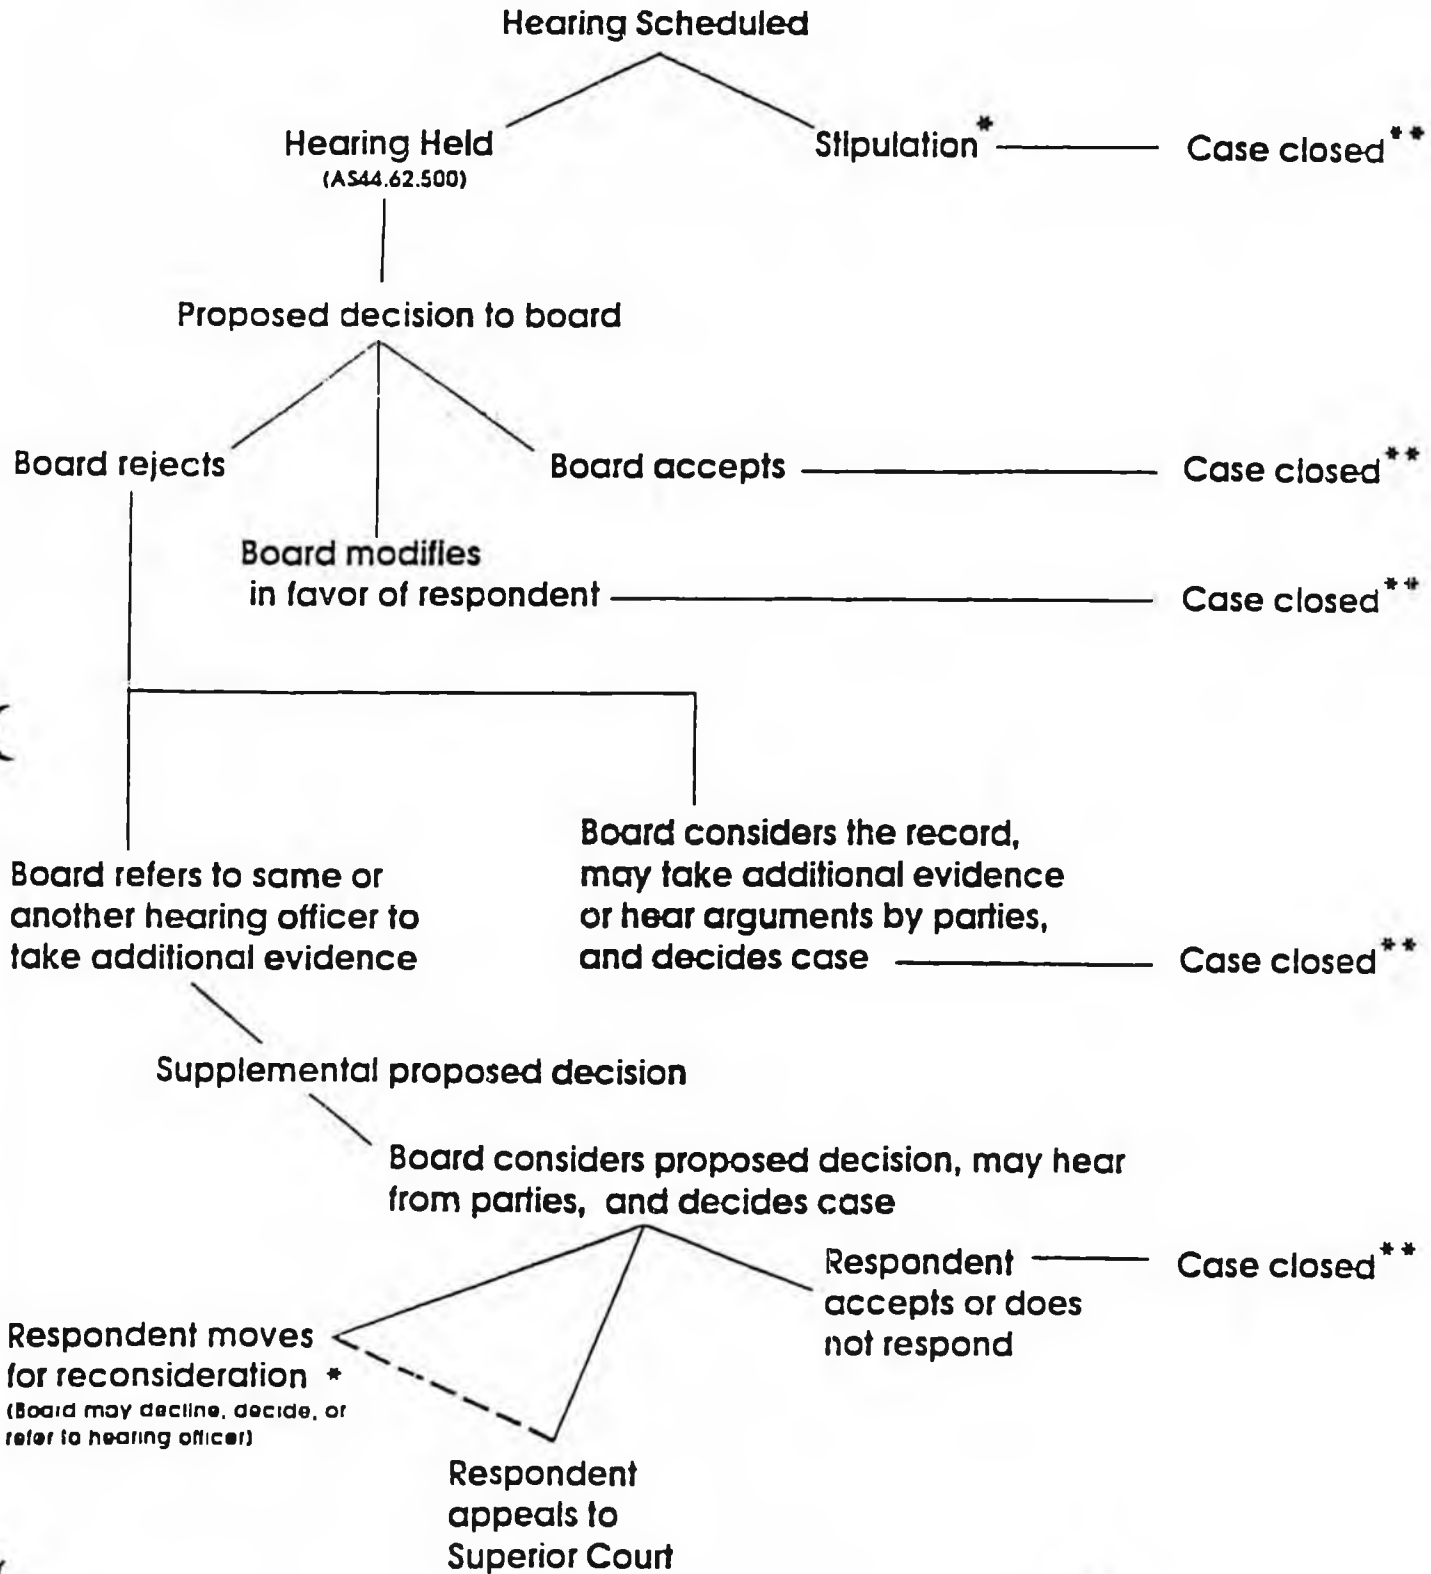 Hearing Scheduled
Hearing Held
(AS44.62.500)
Stipulation*
Case closed**
Proposed decision to board
Board rejects
Board accepts
Case closed**
Board modifies
in favor of respondent
Case closed**
Board considers the record,
may take additional evidence
or hear arguments by parties,
and decides case
Case closed**
Board refers to same or
another hearing officer to
take additional evidence
Supplemental proposed decision
Board considers proposed decision, may hear
from parties, and decides case
Respondent
accepts or does
not respond
Case closed**
Respondent moves
for reconsideration *
(Board may decline, decide, or
refer to hearing officer)
Respondent
appeals to
Superior Court